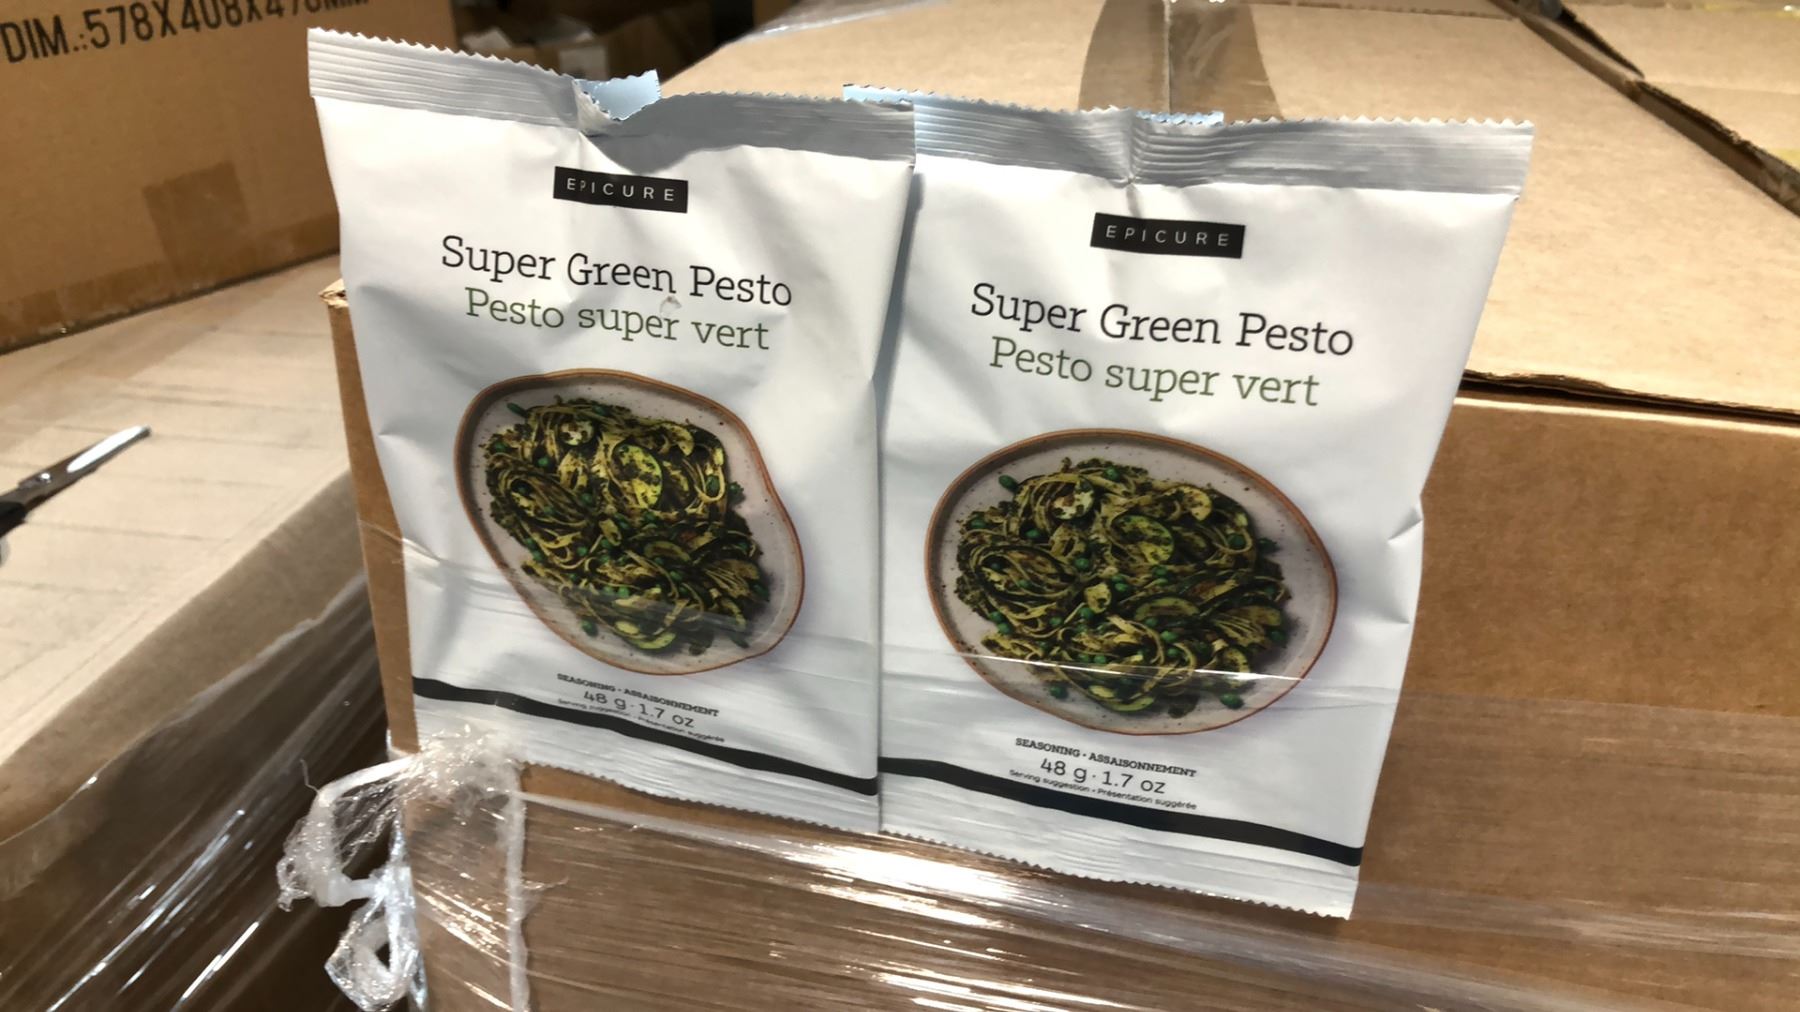 DIM.:578X408X470MM
EPICURE
Super Green Pesto
Pesto super vert
SEASONING · ASSAISONNEMENT
48 g · 1.7 oz
Serving suggestion · Présentation suggérée
EPICURE
Super Green Pesto
Pesto super vert
SEASONING · ASSAISONNEMENT
48 g · 1.7 oz
Serving suggestion · Présentation suggérée